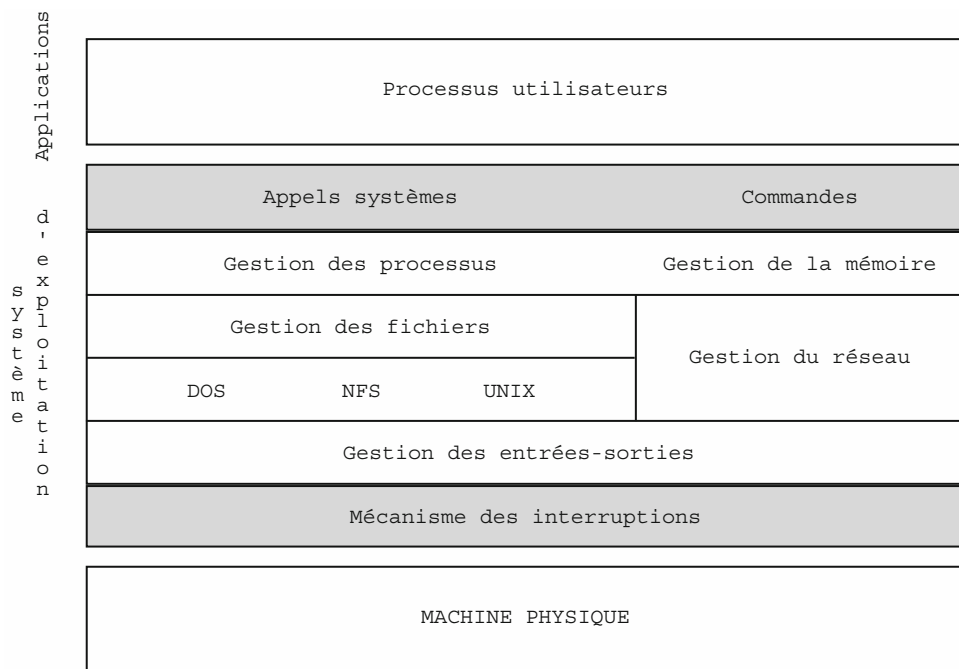 Applications
Processus utilisateurs
système
d'exploitation
Appels systèmes Commandes
Gestion des processus Gestion de la mémoire
Gestion des fichiers
Gestion du réseau
DOS NFS UNIX
Gestion des entrées-sorties
Mécanisme des interruptions
MACHINE PHYSIQUE